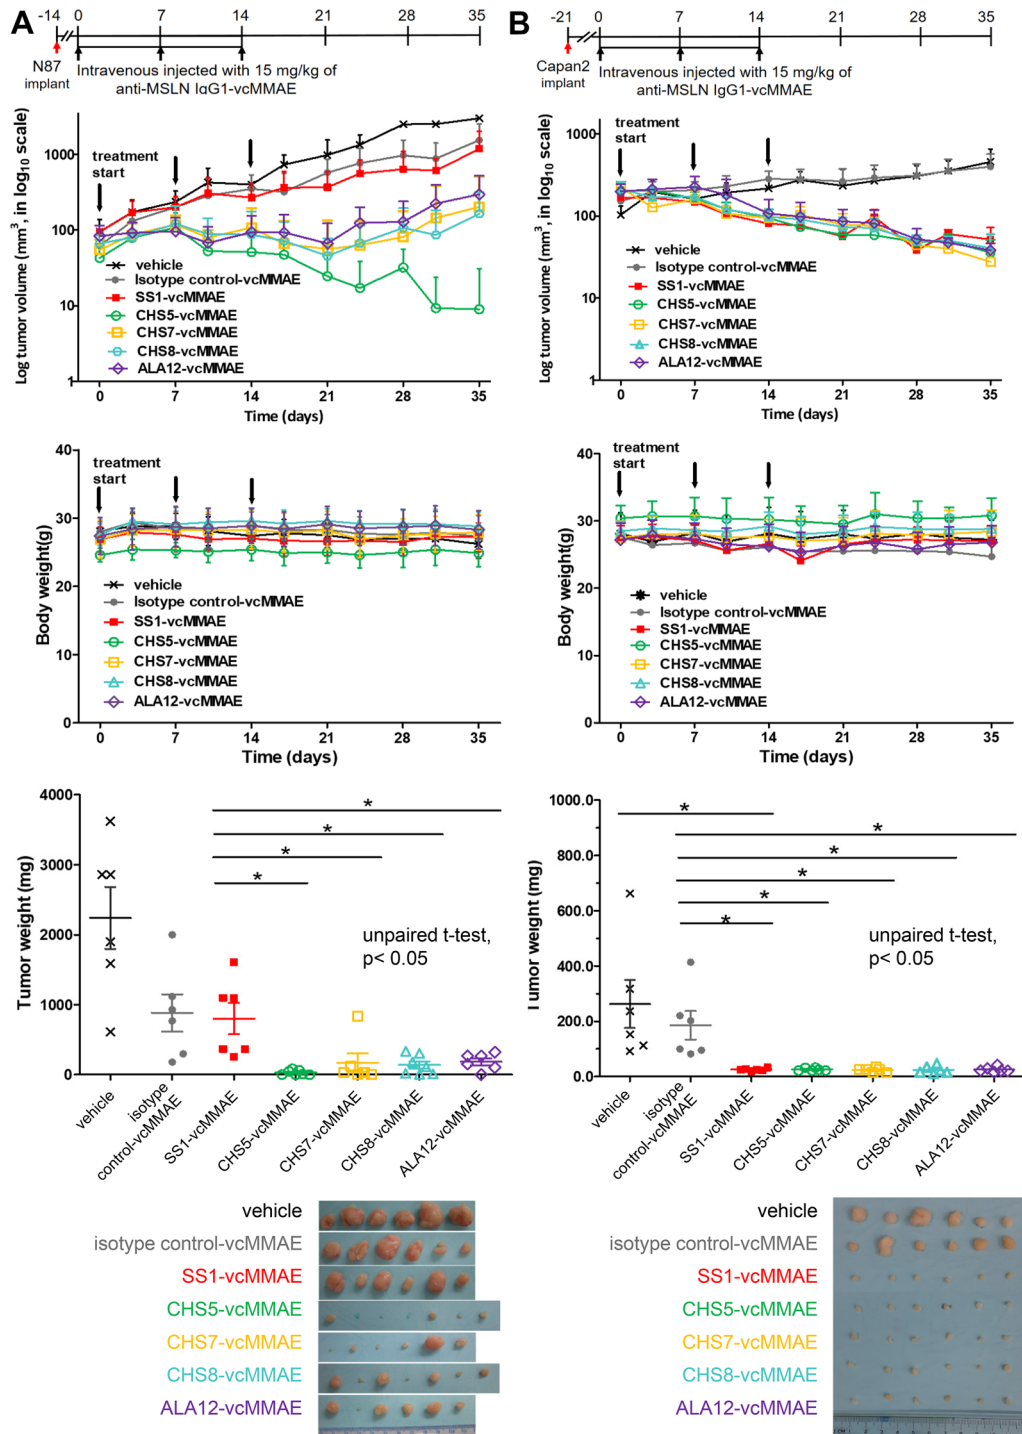 A
-14 0 7 14 21 28 35
N87
implant
Intravenous injected with 15 mg/kg of
anti-MSLN IgG1-vcMMAE
Log tumor volume (mm³, in log₁₀ scale)
1000
100
10
1
treatment
start
vehicle
Isotype control-vcMMAE
SS1-vcMMAE
CHS5-vcMMAE
CHS7-vcMMAE
CHS8-vcMMAE
ALA12-vcMMAE
0 7 14 21 28 35
Time (days)
Body weight(g)
40
30
20
10
0
treatment
start
vehicle
Isotype control-vcMMAE
SS1-vcMMAE
CHS5-vcMMAE
CHS7-vcMMAE
CHS8-vcMMAE
ALA12-vcMMAE
0 7 14 21 28 35
Time (days)
Tumor weight (mg)
4000
3000
2000
1000
0
*
*
*
*
unpaired t-test,
p< 0.05
vehicle
isotype
control-vcMMAE
SS1-vcMMAE
CHS5-vcMMAE
CHS7-vcMMAE
CHS8-vcMMAE
ALA12-vcMMAE
vehicle
isotype control-vcMMAE
SS1-vcMMAE
CHS5-vcMMAE
CHS7-vcMMAE
CHS8-vcMMAE
ALA12-vcMMAE
B
-21 0 7 14 21 28 35
Capan2
implant
Intravenous injected with 15 mg/kg of
anti-MSLN IgG1-vcMMAE
Log tumor volume (mm³, in log₁₀ scale)
1000
100
10
1
treatment
start
vehicle
Isotype control-vcMMAE
SS1-vcMMAE
CHS5-vcMMAE
CHS7-vcMMAE
CHS8-vcMMAE
ALA12-vcMMAE
0 7 14 21 28 35
Time (days)
Body weight(g)
40
30
20
10
0
treatment
start
vehicle
Isotype control-vcMMAE
SS1-vcMMAE
CHS5-vcMMAE
CHS7-vcMMAE
CHS8-vcMMAE
ALA12-vcMMAE
0 7 14 21 28 35
Time (days)
Tumor weight (mg)
1000.0
800.0
600.0
400.0
200.0
0.0
*
*
*
*
*
*
unpaired t-test,
p< 0.05
vehicle
isotype
control-vcMMAE
SS1-vcMMAE
CHS5-vcMMAE
CHS7-vcMMAE
CHS8-vcMMAE
ALA12-vcMMAE
vehicle
isotype control-vcMMAE
SS1-vcMMAE
CHS5-vcMMAE
CHS7-vcMMAE
CHS8-vcMMAE
ALA12-vcMMAE